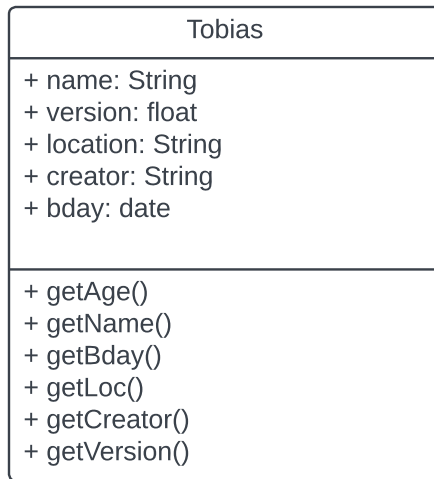 Tobias
+ name: String
+ version: float
+ location: String
+ creator: String
+ bday: date
+ getAge()
+ getName()
+ getBday()
+ getLoc()
+ getCreator()
+ getVersion()